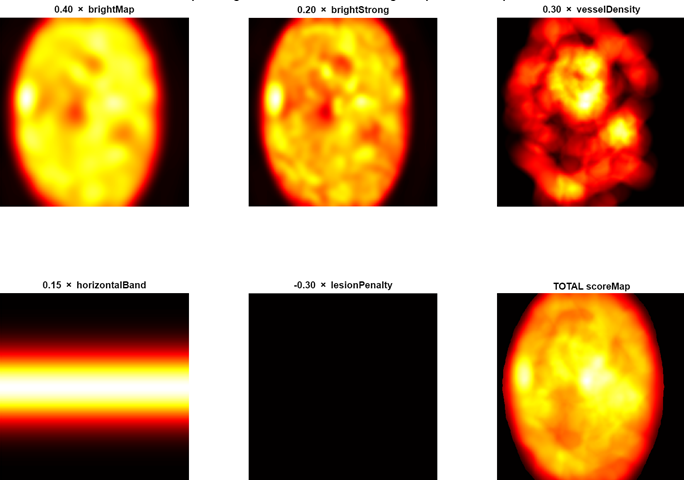 0.40 × brightMap
0.20 × brightStrong
0.30 × vesselDensity
0.15 × horizontalBand
-0.30 × lesionPenalty
TOTAL scoreMap